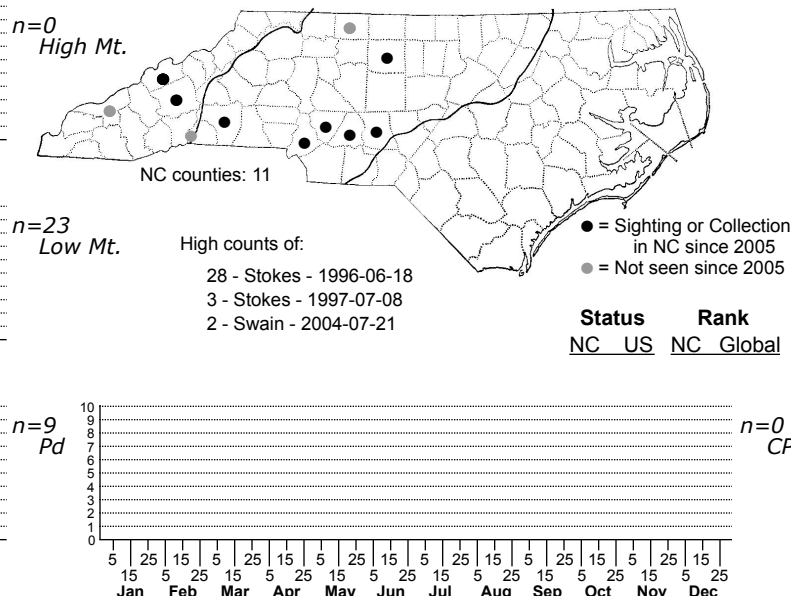 n=0
High Mt.
NC counties: 11
n=23
Low Mt.
High counts of:
28 - Stokes - 1996-06-18
3 - Stokes - 1997-07-08
2 - Swain - 2004-07-21
● = Sighting or Collection
in NC since 2005
● = Not seen since 2005
Status Rank
NC US NC Global
n=9
Pd
n=0
CP
10
9
8
7
6
5
4
3
2
1
0
5 25 15 5 25 15 5 25 15 5 25 15 5 25 15 5 25 15
15 5 25 15 5 25 15 5 25 15 5 25 15 5 25 15 5 25
Jan Feb Mar Apr May Jun Jul Aug Sep Oct Nov Dec